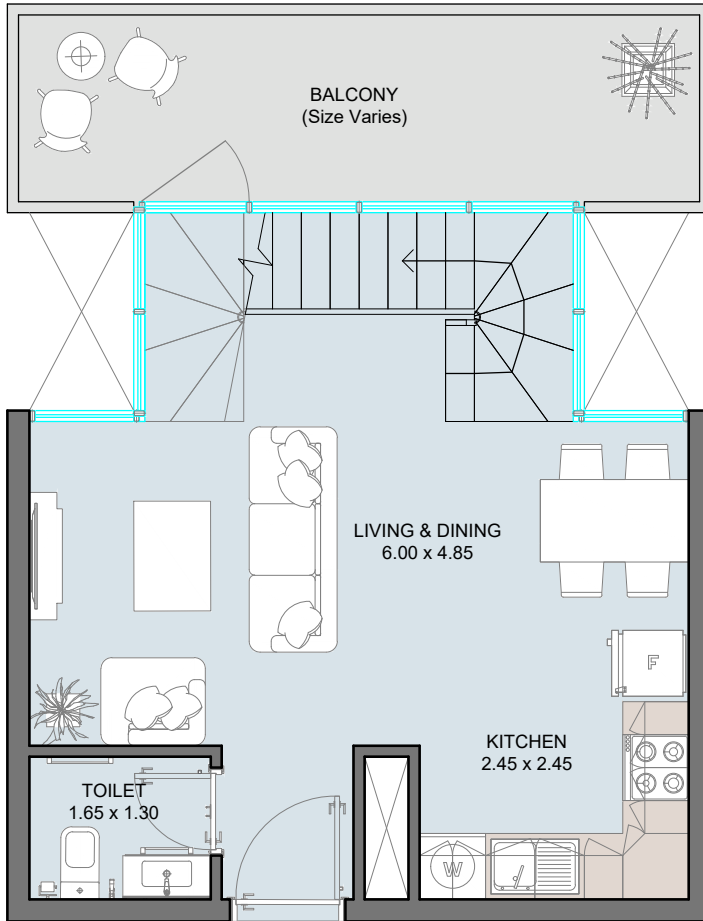 BALCONY
(Size Varies)
LIVING & DINING
6.00 x 4.85
F
KITCHEN
2.45 x 2.45
TOILET
1.65 x 1.30
W